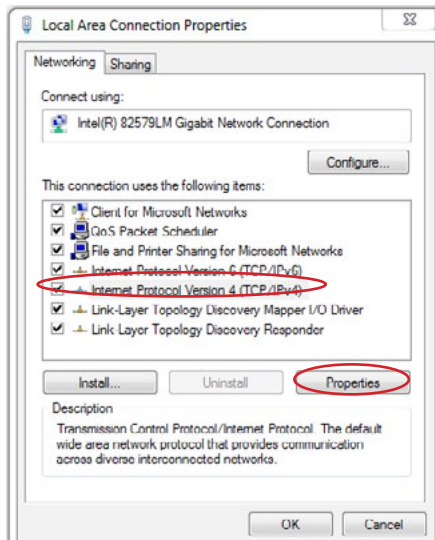 Local Area Connection Properties
Networking
Sharing
Connect using:
Intel(R) 82579LM Gigabit Network Connection
Configure...
This connection uses the following items:
Client for Microsoft Networks
QoS Packet Scheduler
File and Printer Sharing for Microsoft Networks
Internet Protocol Version 6 (TCP/IPv6)
Internet Protocol Version 4 (TCP/IPv4)
Link-Layer Topology Discovery Mapper I/O Driver
Link-Layer Topology Discovery Responder
Install...
Uninstall
Properties
Description
Transmission Control Protocol/Internet Protocol. The default
wide area network protocol that provides communication
across diverse interconnected networks.
OK
Cancel